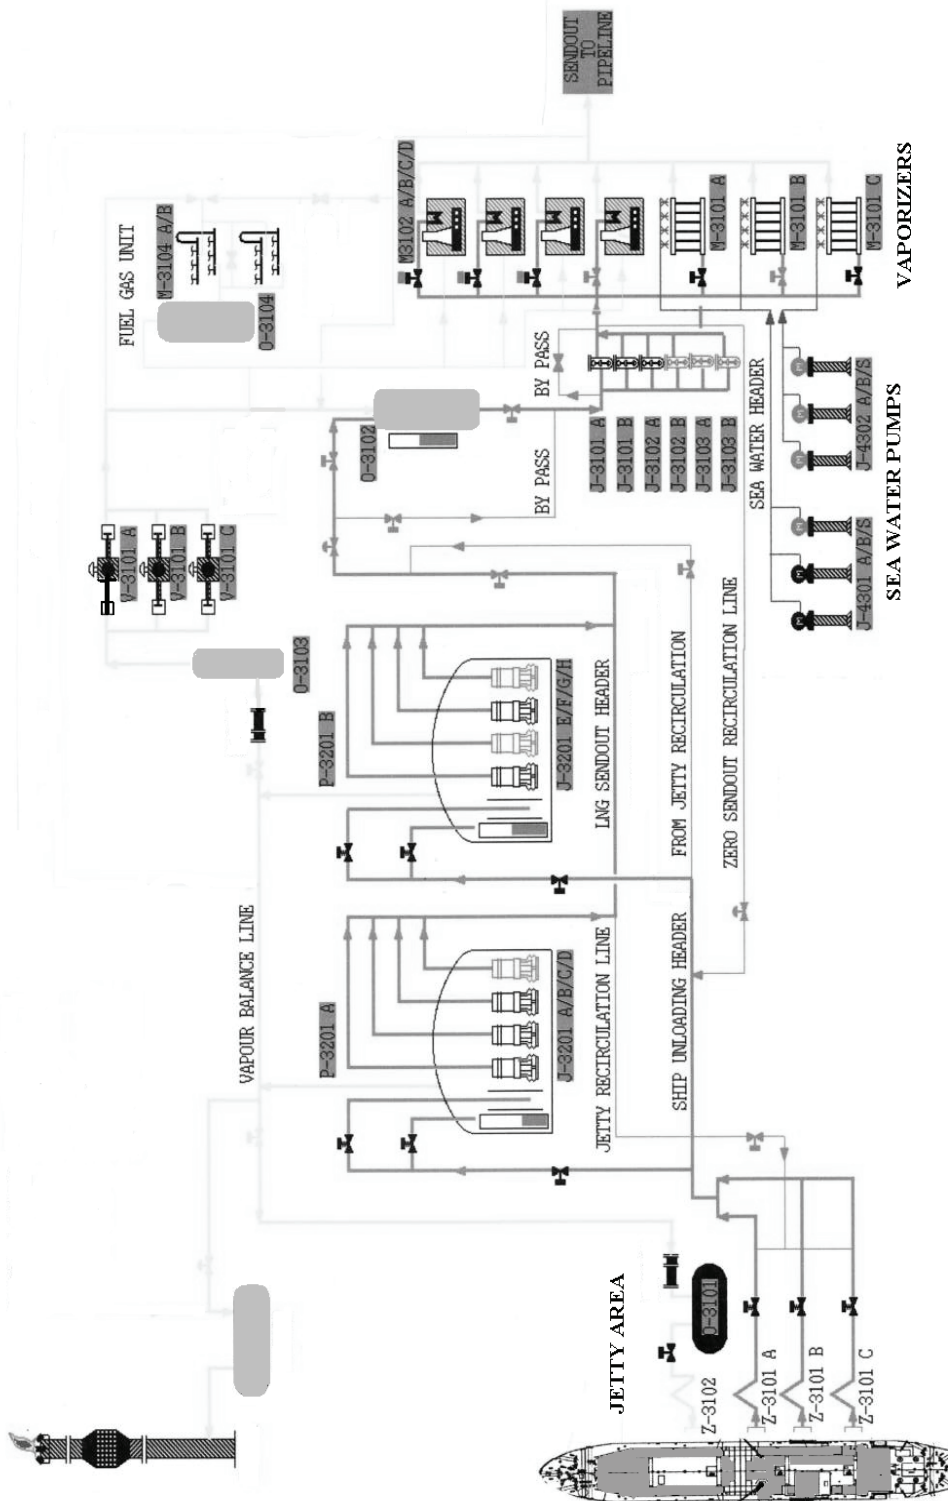 SENDOUT
TO
PIPELINE
VAPORIZERS
M3102 A/B/C/D
M-3101 A
M-3101 B
M-3101 C
FUEL GAS UNIT
M-3104 A/B
O-3104
BY PASS
O-3102
BY PASS
J-3101 A
J-3101 B
J-3102 A
J-3102 B
J-3103 A
J-3103 B
SEA WATER HEADER
J-4302 A/B/S
J-4301 A/B/S
SEA WATER PUMPS
V-3101 A
V-3101 B
V-3101 C
O-3103
P-3201 B
J-3201 E/F/G/H
LNG SENDOUT HEADER
FROM JETTY RECIRCULATION
ZERO SENDOUT RECIRCULATION LINE
VAPOUR BALANCE LINE
P-3201 A
J-3201 A/B/C/D
JETTY RECIRCULATION LINE
SHIP UNLOADING HEADER
JETTY AREA
O-3101
Z-3102
Z-3101 A
Z-3101 B
Z-3101 C
M
M
M
M
M
M